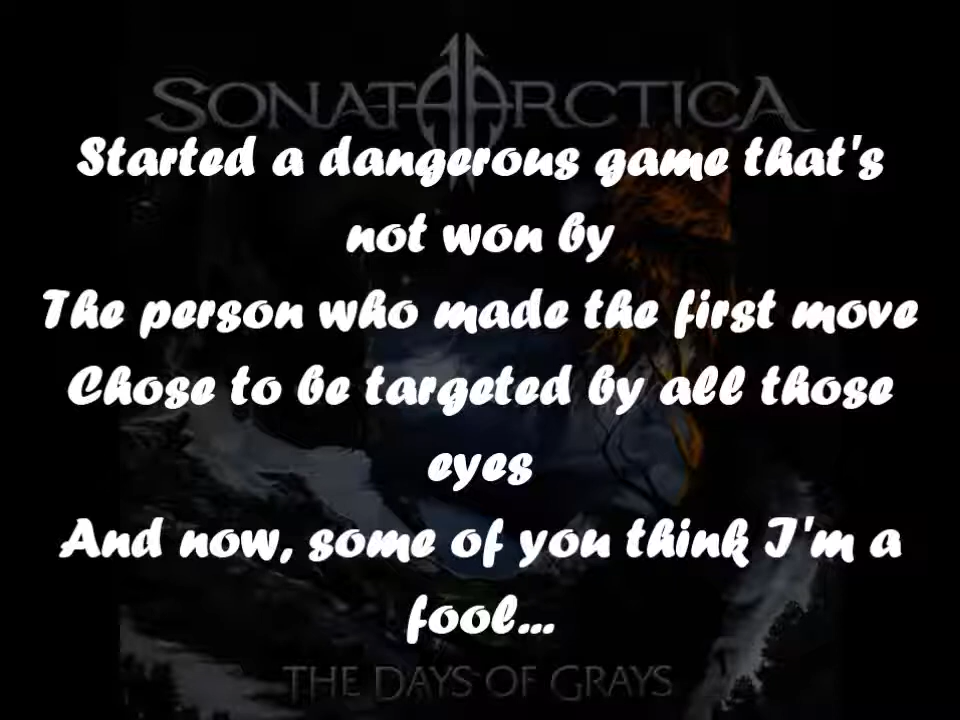 SONATA ARCTICA
Started a dangerous game that's
not won by
The person who made the first move
Chose to be targeted by all those
eyes
And now, some of you think I'm a
fool...
THE DAYS OF GRAYS